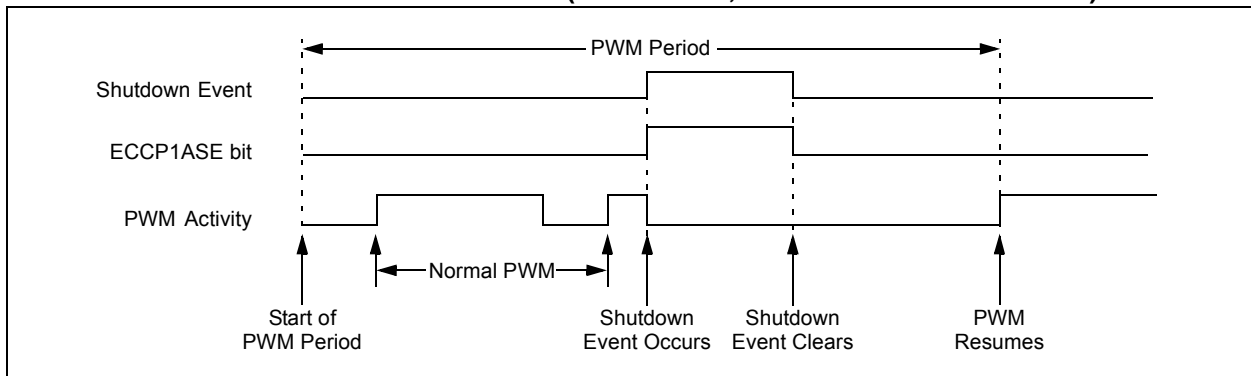 PWM Period
Shutdown Event
ECCP1ASE bit
PWM Activity
Normal PWM
Start of
PWM Period
Shutdown
Event Occurs
Shutdown
Event Clears
PWM
Resumes